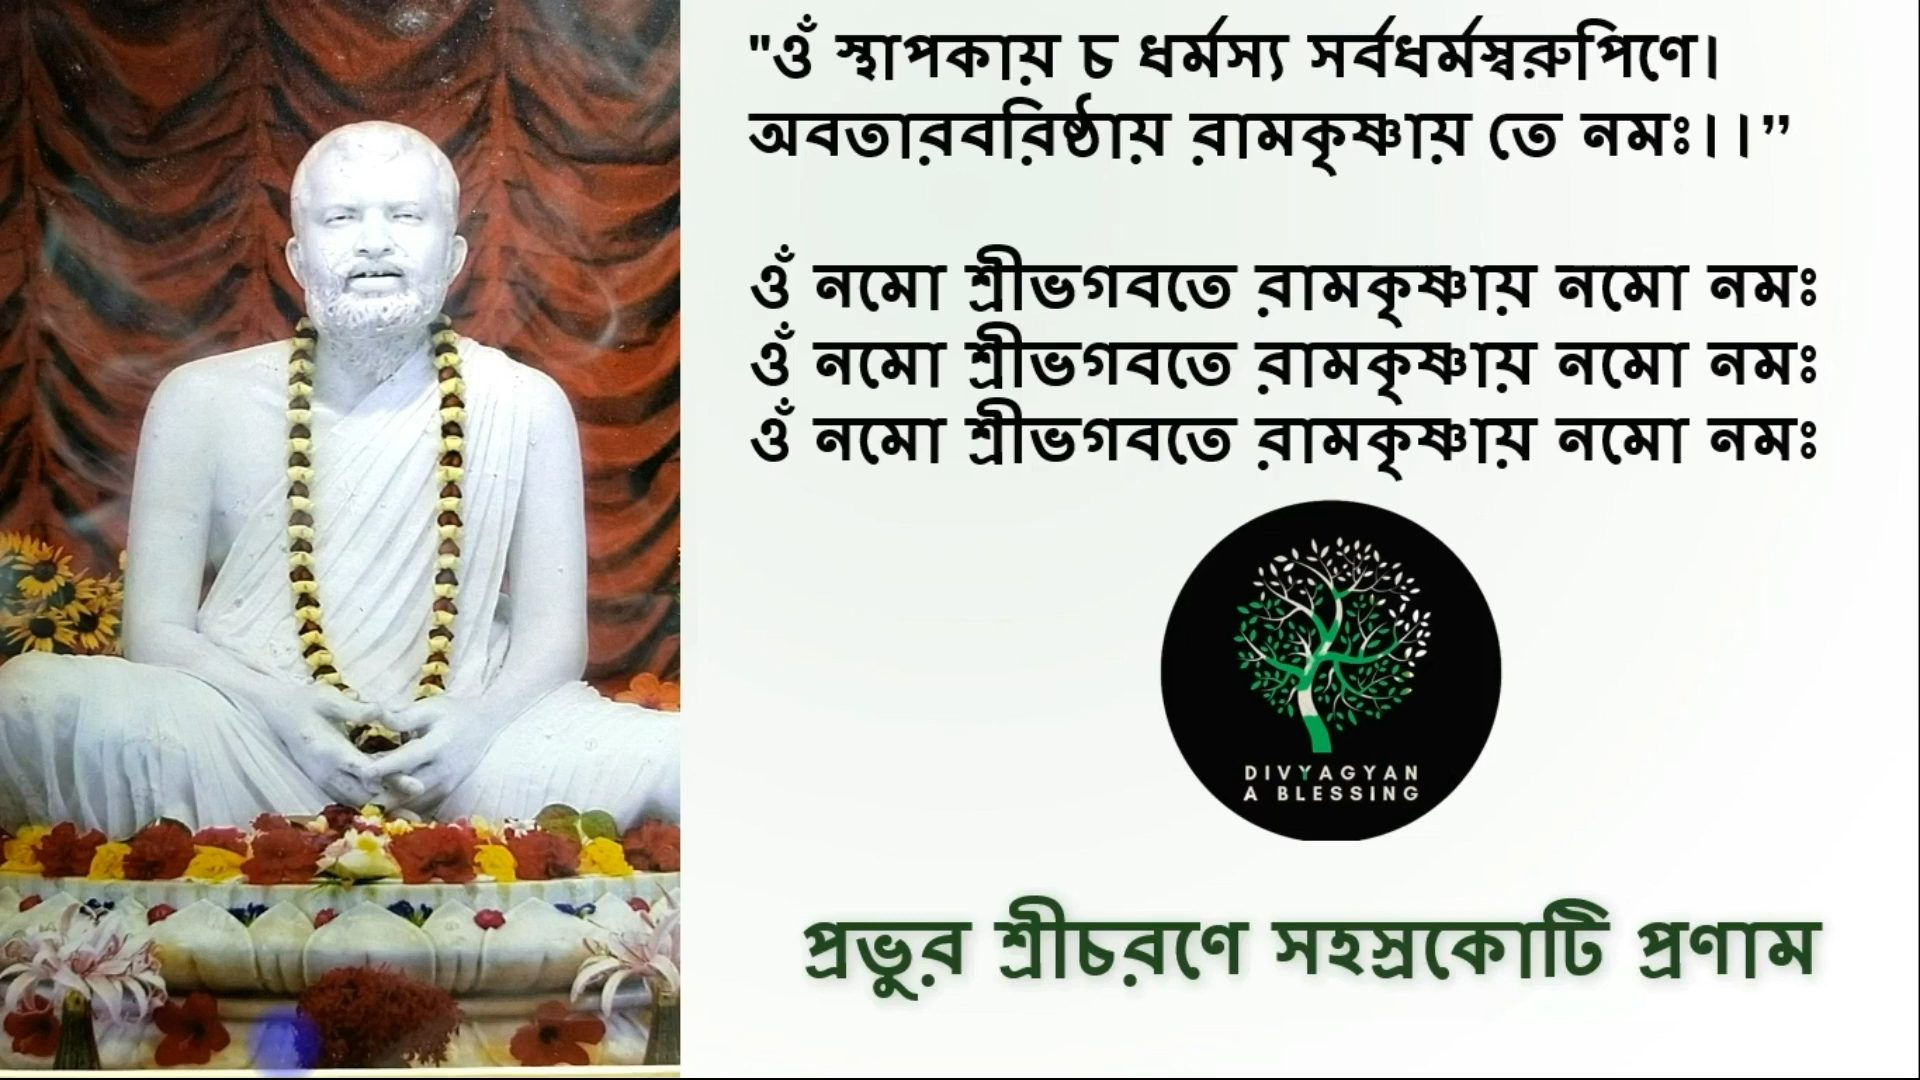 "ওঁ স্থাপকায় চ ধর্মস্য সর্বধর্মস্বরুপিণে।
অবতারবরিষ্ঠায় রামকৃষ্ণায় তে নমঃ।।”
ওঁ নমো শ্রীভগবতে রামকৃষ্ণায় নমো নমঃ
ওঁ নমো শ্রীভগবতে রামকৃষ্ণায় নমো নমঃ
ওঁ নমো শ্রীভগবতে রামকৃষ্ণায় নমো নমঃ
DIVYAGYAN
A BLESSING
প্রভুর শ্রীচরণে সহস্রকোটি প্রণাম